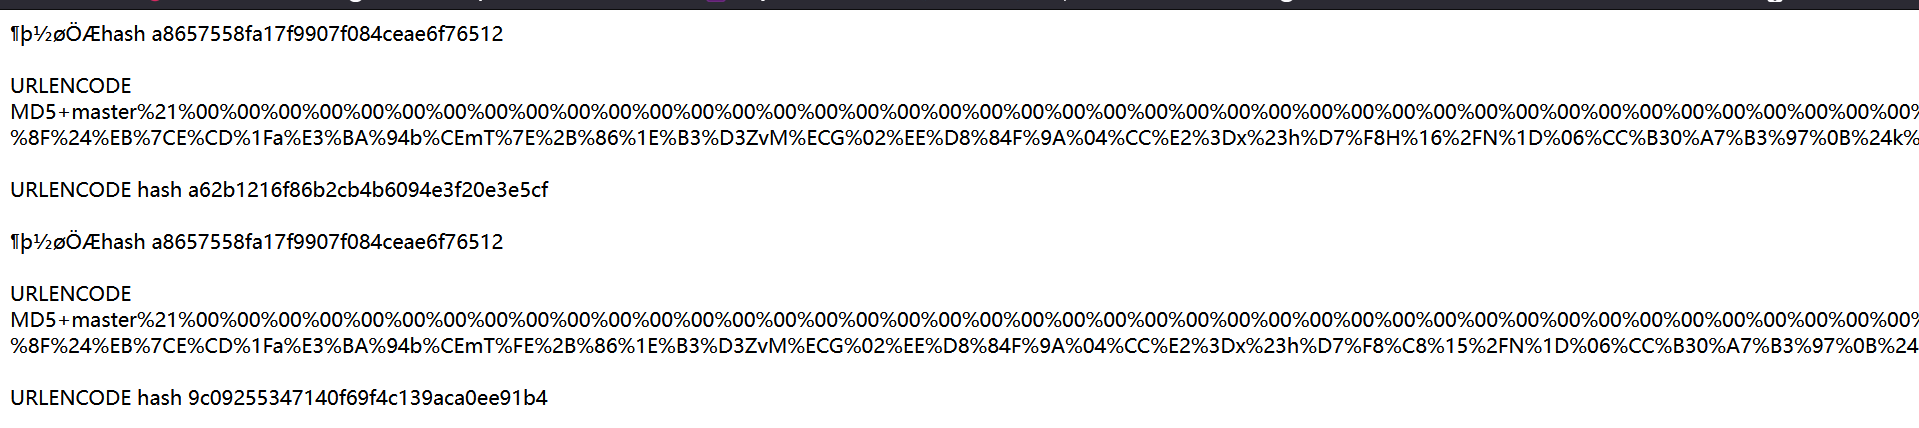 ¶þ½øÖÆhash a8657558fa17f9907f084ceae6f76512
URLENCODE
MD5+master%21%00%00%00%00%00%00%00%00%00%00%00%00%00%00%00%00%00%00%00%00%00%00%00%00%00%00%00%00%00%00%00%00%00%00%00%00%00%00%00%00%00%00
%8F%24%EB%7CE%CD%1Fa%E3%BA%94b%CEmT%7E%2B%86%1E%B3%D3ZvM%ECG%02%EE%D8%84F%9A%04%CC%E2%3Dx%23h%D7%F8H%16%2FN%1D%06%CC%B30%A7%B3%97%0B%24k%
URLENCODE hash a62b1216f86b2cb4b6094e3f20e3e5cf
¶þ½øÖÆhash a8657558fa17f9907f084ceae6f76512
URLENCODE
MD5+master%21%00%00%00%00%00%00%00%00%00%00%00%00%00%00%00%00%00%00%00%00%00%00%00%00%00%00%00%00%00%00%00%00%00%00%00%00%00%00%00%00%00%00
%8F%24%EB%7CE%CD%1Fa%E3%BA%94b%CEmT%FE%2B%86%1E%B3%D3ZvM%ECG%02%EE%D8%84F%9A%04%CC%E2%3Dx%23h%D7%F8%C8%15%2FN%1D%06%CC%B30%A7%B3%97%0B%24
URLENCODE hash 9c09255347140f69f4c139aca0ee91b4